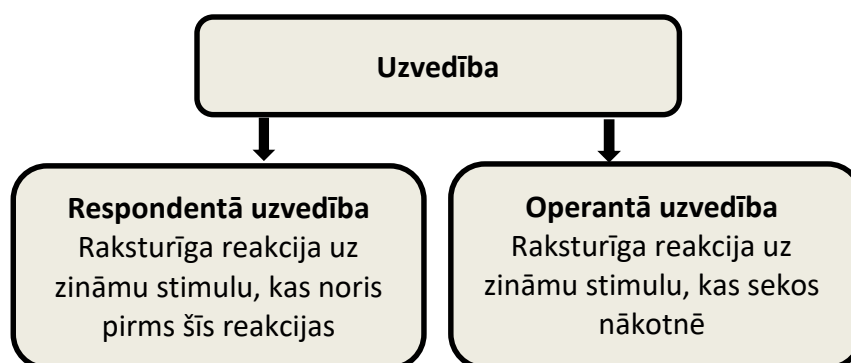 Uzvedība
Respondentā uzvedība
Raksturīga reakcija uz
zināmu stimulu, kas noris
pirms šīs reakcijas
Operantā uzvedība
Raksturīga reakcija uz
zināmu stimulu, kas sekos
nākotnē